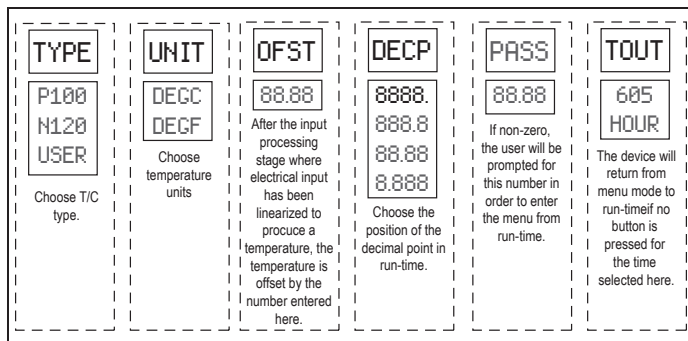 TYPE
P100
N120
USER
Choose T/C
type.
UNIT
DEGC
DEGF
Choose
temperature
units
OFST
88.88
After the input
processing
stage where
electrical input
has been
linearized to
procuce a
temperature, the
temperature is
offset by the
number entered
here.
DECP
8888.
888.8
88.88
8.888
Choose the
position of the
decimal point in
run-time.
PASS
88.88
If non-zero,
the user will be
prompted for
this number in
order to enter
the menu from
run-time.
TOUT
60S
HOUR
The device will
return from
menu mode to
run-timeif no
button is
pressed for
the time
selected here.